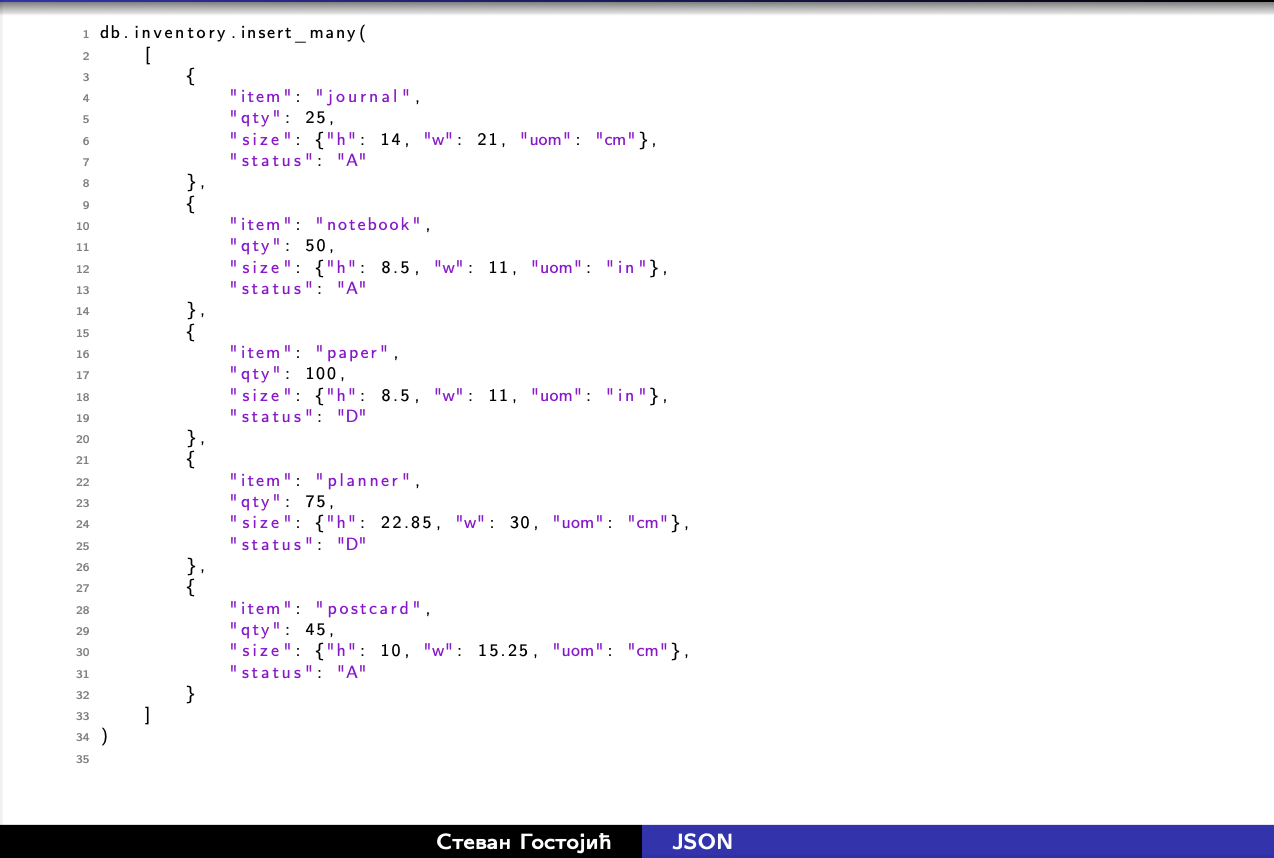 1 db.inventory.insert_many(
2 [
3 {
4 "item": "journal",
5 "qty": 25,
6 "size": {"h": 14, "w": 21, "uom": "cm"},
7 "status": "A"
8 },
9 {
10 "item": "notebook",
11 "qty": 50,
12 "size": {"h": 8.5, "w": 11, "uom": "in"},
13 "status": "A"
14 },
15 {
16 "item": "paper",
17 "qty": 100,
18 "size": {"h": 8.5, "w": 11, "uom": "in"},
19 "status": "D"
20 },
21 {
22 "item": "planner",
23 "qty": 75,
24 "size": {"h": 22.85, "w": 30, "uom": "cm"},
25 "status": "D"
26 },
27 {
28 "item": "postcard",
29 "qty": 45,
30 "size": {"h": 10, "w": 15.25, "uom": "cm"},
31 "status": "A"
32 }
33 ]
34 )
35
Стеван Гостојић JSON